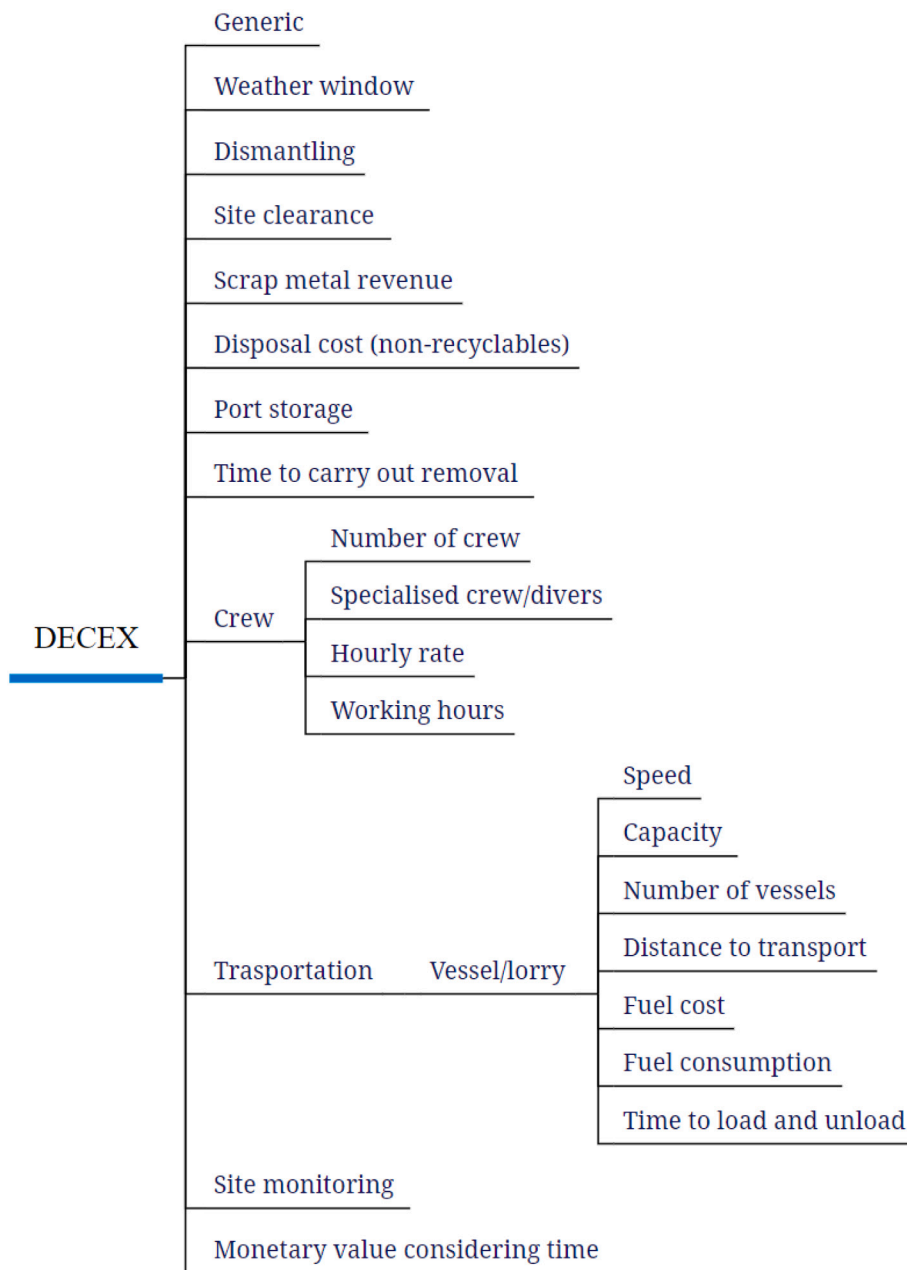 Generic
Weather window
Dismantling
Site clearance
Scrap metal revenue
Disposal cost (non-recyclables)
Port storage
Time to carry out removal
DECEX
Crew
Number of crew
Specialised crew/divers
Hourly rate
Working hours
Trasportation
Vessel/lorry
Speed
Capacity
Number of vessels
Distance to transport
Fuel cost
Fuel consumption
Time to load and unload
Site monitoring
Monetary value considering time